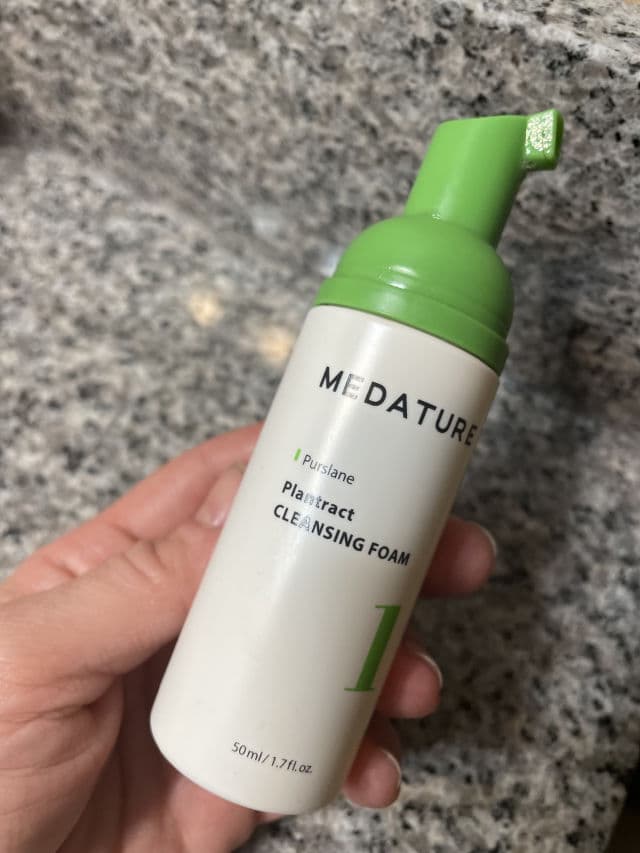 MEDATURE
Purslane
Plantract
CLEANSING FOAM
1
50ml/1.7fl.oz.